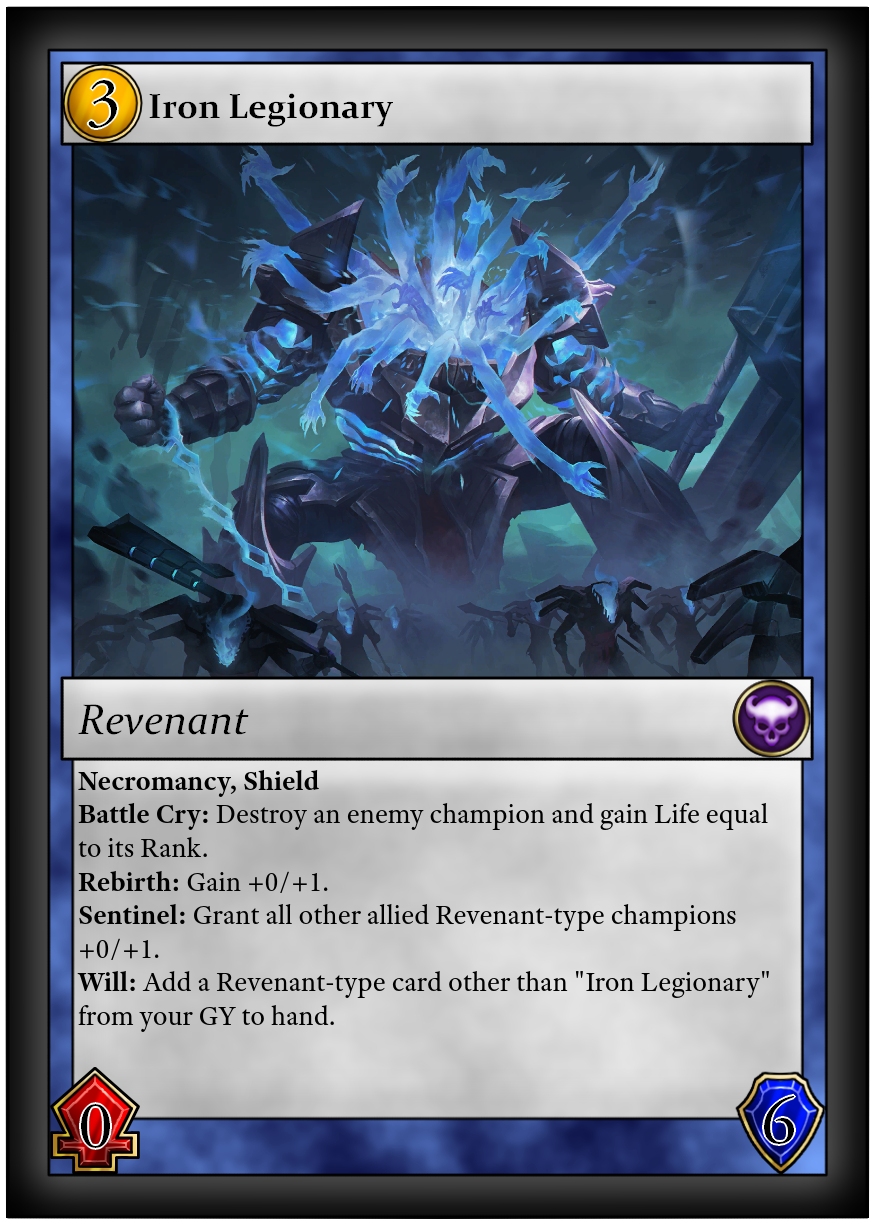 3
Iron Legionary
Revenant
Necromancy, Shield
Battle Cry: Destroy an enemy champion and gain Life equal
to its Rank.
Rebirth: Gain +0/+1.
Sentinel: Grant all other allied Revenant-type champions
+0/+1.
Will: Add a Revenant-type card other than "Iron Legionary"
from your GY to hand.
0
6